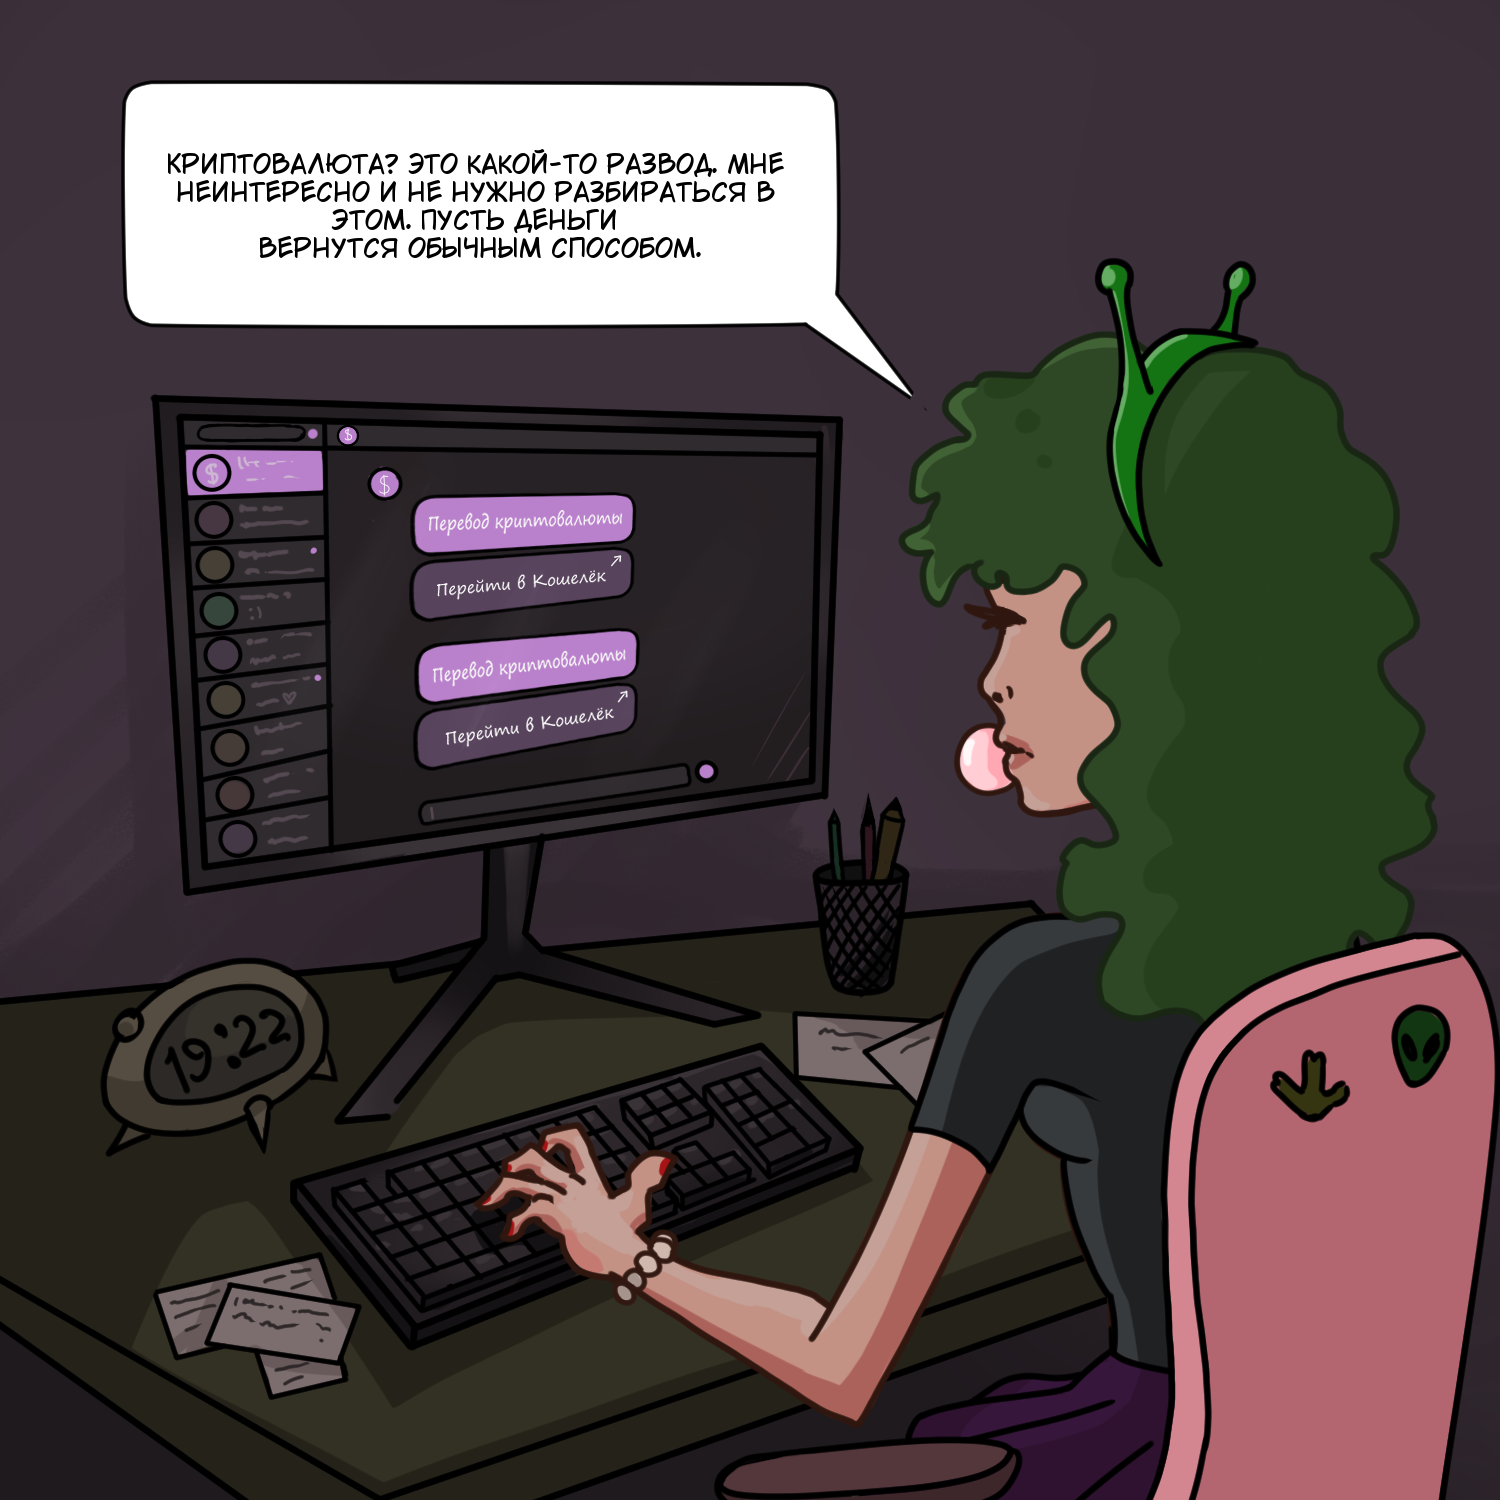 КРИПТОВАЛЮТА? ЭТО КАКОЙ-ТО РАЗВОД. МНЕ
НЕИНТЕРЕСНО И НЕ НУЖНО РАЗБИРАТЬСЯ В
ЭТОМ. ПУСТЬ ДЕНЬГИ
ВЕРНУТСЯ ОБЫЧНЫМ СПОСОБОМ.
$
$
$
Перевод криптовалюты
Перейти в Кошелёк
:)
Перевод криптовалюты
Перейти в Кошелёк
19:22